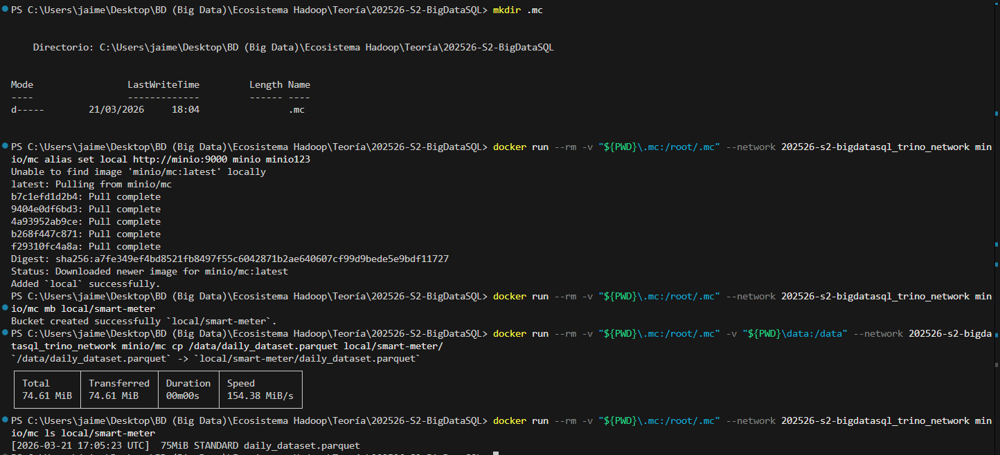 PS C:\Users\jaime\Desktop\BD (Big Data)\Ecosistema Hadoop\Teoría\202526-S2-BigDataSQL> mkdir .mc
Directorio: C:\Users\jaime\Desktop\BD (Big Data)\Ecosistema Hadoop\Teoría\202526-S2-BigDataSQL
Mode                 LastWriteTime         Length Name
----                 -------------         ------ ----
d-----        21/03/2026     18:04                .mc
PS C:\Users\jaime\Desktop\BD (Big Data)\Ecosistema Hadoop\Teoría\202526-S2-BigDataSQL> docker run --rm -v "${PWD}\.mc:/root/.mc" --network 202526-s2-bigdatasql_trino_network min
io/mc alias set local http://minio:9000 minio minio123
Unable to find image 'minio/mc:latest' locally
latest: Pulling from minio/mc
b7c1efd1d2b4: Pull complete
9404e0df6bd3: Pull complete
4a93952ab9ce: Pull complete
b268f447c871: Pull complete
f29310fc4a8a: Pull complete
Digest: sha256:a7fe349ef4bd8521fb8497f55c6042871b2ae640607cf99d9bede5e9bdf11727
Status: Downloaded newer image for minio/mc:latest
Added `local` successfully.
PS C:\Users\jaime\Desktop\BD (Big Data)\Ecosistema Hadoop\Teoría\202526-S2-BigDataSQL> docker run --rm -v "${PWD}\.mc:/root/.mc" --network 202526-s2-bigdatasql_trino_network min
io/mc mb local/smart-meter
Bucket created successfully `local/smart-meter`.
PS C:\Users\jaime\Desktop\BD (Big Data)\Ecosistema Hadoop\Teoría\202526-S2-BigDataSQL> docker run --rm -v "${PWD}\.mc:/root/.mc" -v "${PWD}\data:/data" --network 202526-s2-bigda
tasql_trino_network minio/mc cp /data/daily_dataset.parquet local/smart-meter/
`/data/daily_dataset.parquet` -> `local/smart-meter/daily_dataset.parquet`
Total Transferred Duration Speed
74.61 MiB 74.61 MiB 00m00s 154.38 MiB/s
PS C:\Users\jaime\Desktop\BD (Big Data)\Ecosistema Hadoop\Teoría\202526-S2-BigDataSQL> docker run --rm -v "${PWD}\.mc:/root/.mc" --network 202526-s2-bigdatasql_trino_network min
io/mc ls local/smart-meter
[2026-03-21 17:05:23 UTC]  75MiB STANDARD daily_dataset.parquet